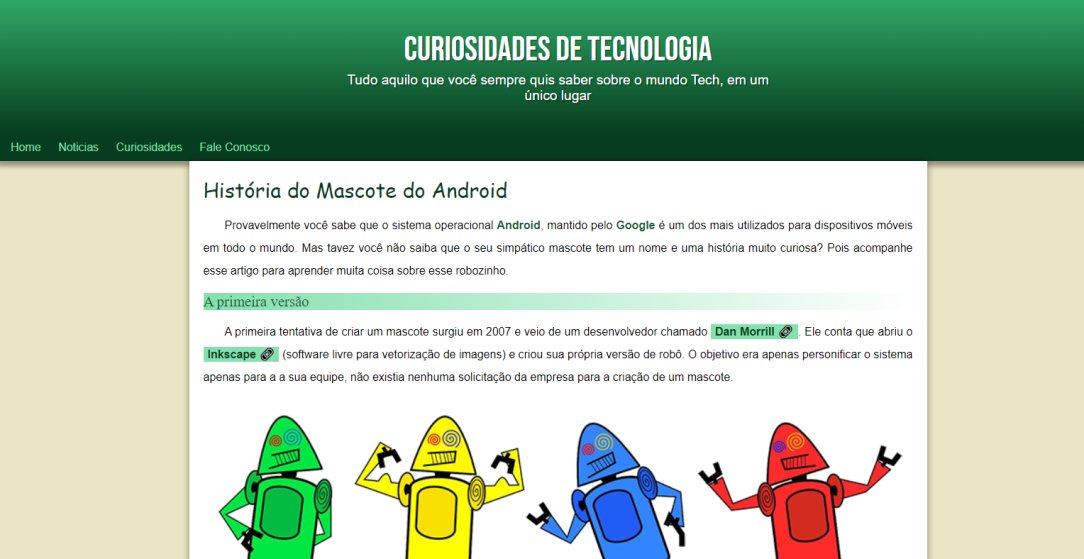 CURIOSIDADES DE TECNOLOGIA
Tudo aquilo que você sempre quis saber sobre o mundo Tech, em um
único lugar
Home Noticias Curiosidades Fale Conosco
História do Mascote do Android
Provavelmente você sabe que o sistema operacional Android, mantido pelo Google é um dos mais utilizados para dispositivos móveis
em todo o mundo. Mas tavez você não saiba que o seu simpático mascote tem um nome e uma história muito curiosa? Pois acompanhe
esse artigo para aprender muita coisa sobre esse robozinho.
A primeira versão
A primeira tentativa de criar um mascote surgiu em 2007 e veio de um desenvolvedor chamado Dan Morrill . Ele conta que abriu o
Inkscape (software livre para vetorização de imagens) e criou sua própria versão de robô. O objetivo era apenas personificar o sistema
apenas para a a sua equipe, não existia nenhuma solicitação da empresa para a criação de um mascote.